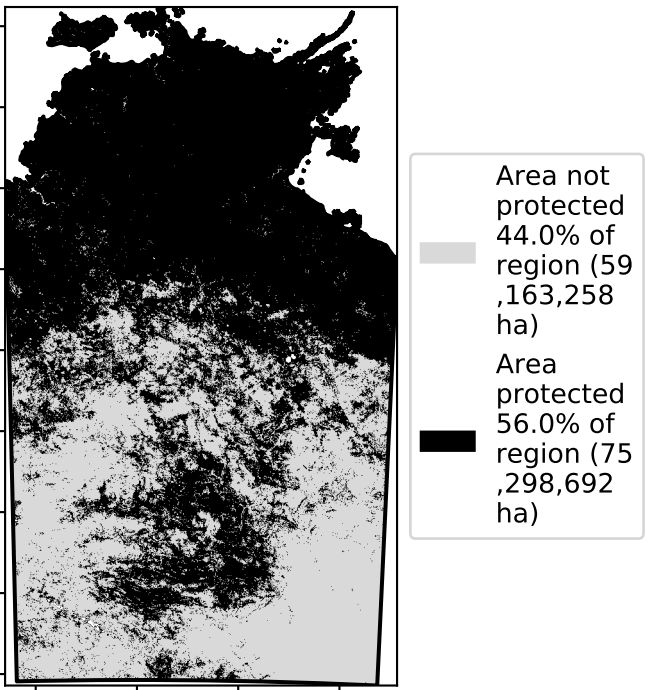 Area not
protected
44.0% of
region (59
,163,258
ha)
Area
protected
56.0% of
region (75
,298,692
ha)